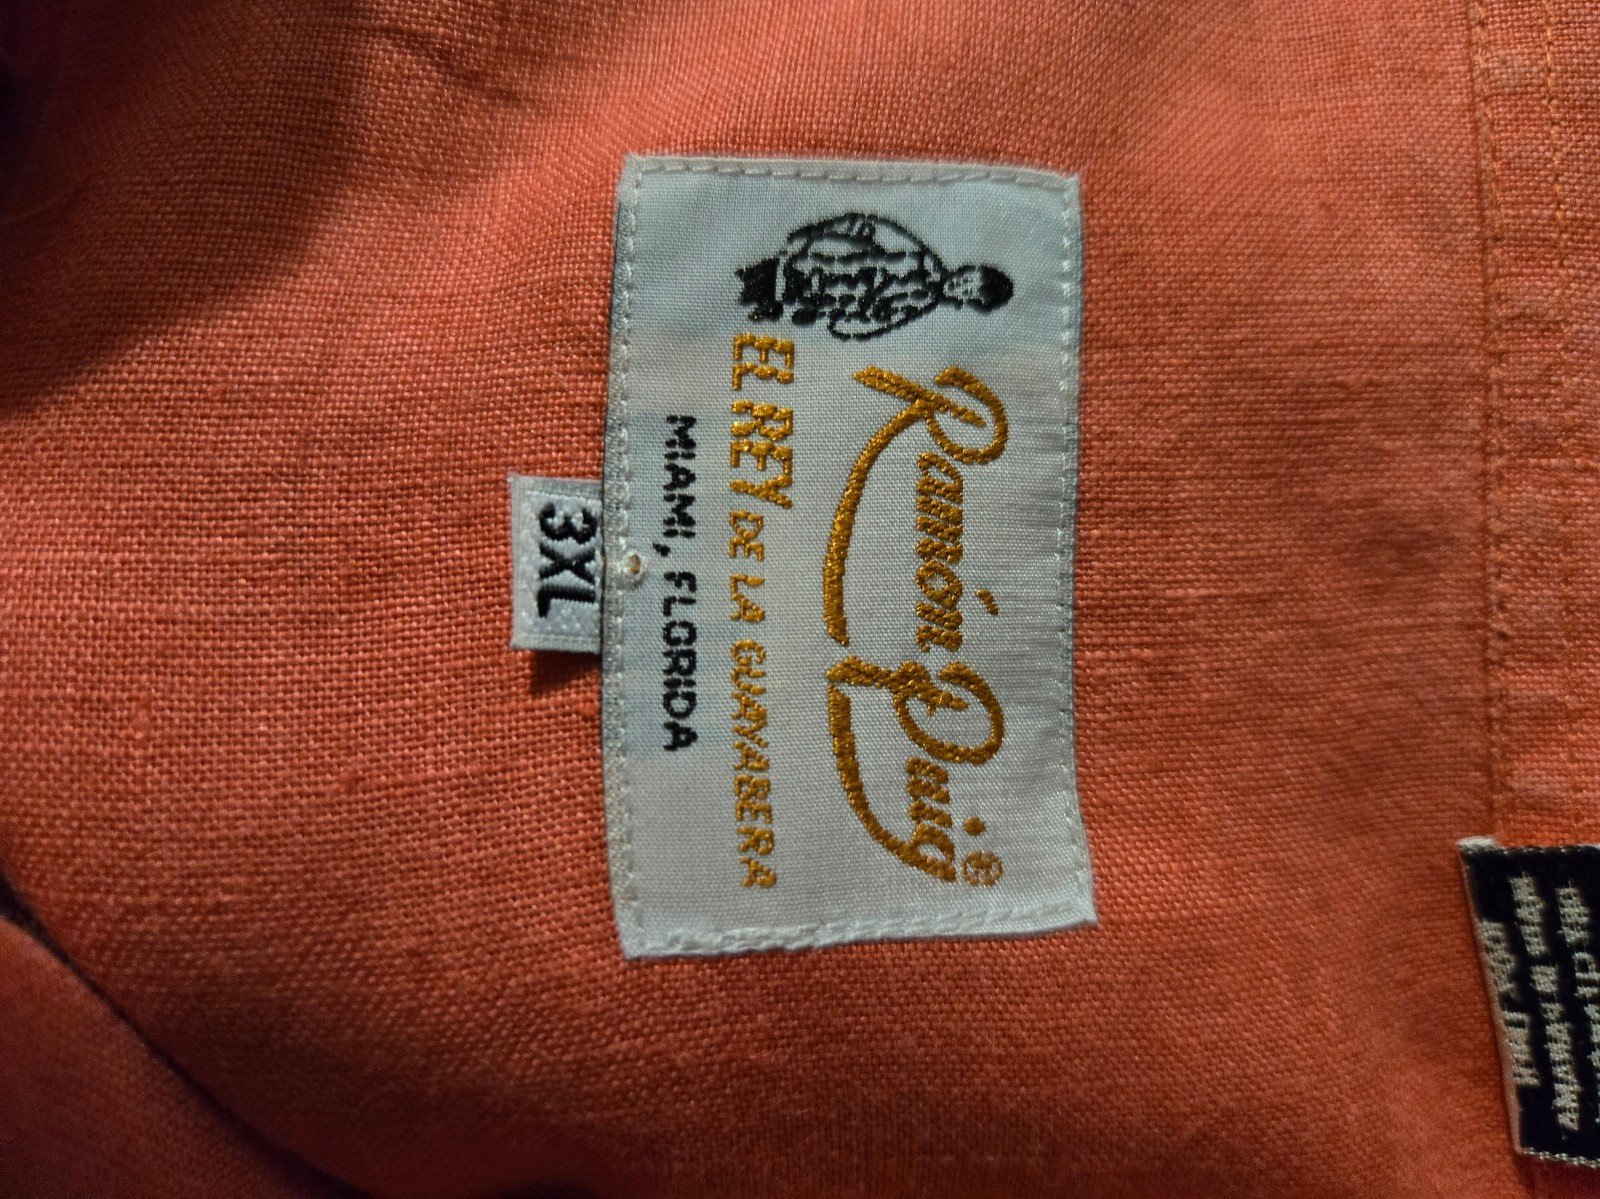 Ramón Puig®
EL REY DE LA GUAYABERA
MIAMI, FLORIDA
3XL